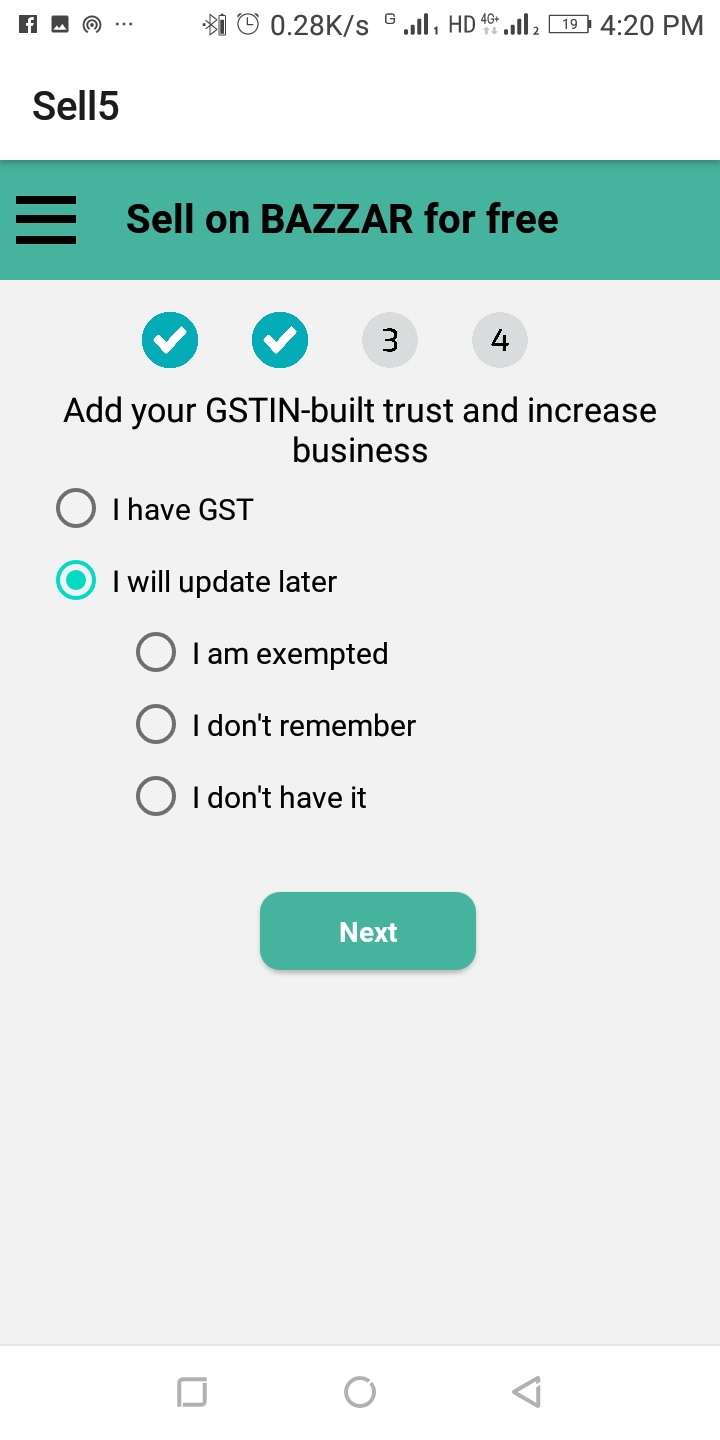 0.28K/s G 1 HD 4G+ 2 19 4:20 PM
Sell5
Sell on BAZZAR for free
3 4
Add your GSTIN-built trust and increase
business
I have GST
I will update later
I am exempted
I don't remember
I don't have it
Next